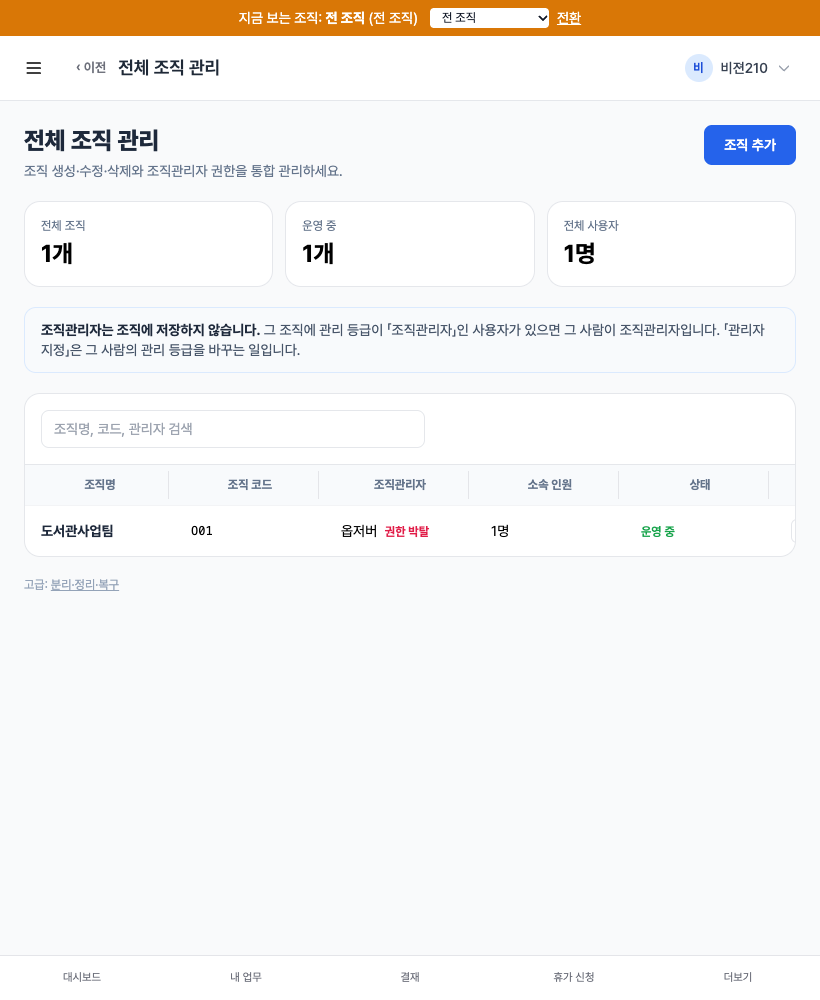 지금 보는 조직: 전 조직 (전 조직) 전 조직 전환
‹ 이전 전체 조직 관리 비 비젼210
전체 조직 관리
조직 추가
조직 생성·수정·삭제와 조직관리자 권한을 통합 관리하세요.
전체 조직 운영 중 전체 사용자
1개 1개 1명
조직관리자는 조직에 저장하지 않습니다. 그 조직에 관리 등급이 「조직관리자」인 사용자가 있으면 그 사람이 조직관리자입니다. 「관리자
지정」은 그 사람의 관리 등급을 바꾸는 일입니다.
조직명, 코드, 관리자 검색
조직명 조직 코드 조직관리자 소속 인원 상태
도서관사업팀 001 옵저버 권한 박탈 1명 운영 중
고급: 분리·정리·복구
대시보드 내 업무 결재 휴가 신청 더보기